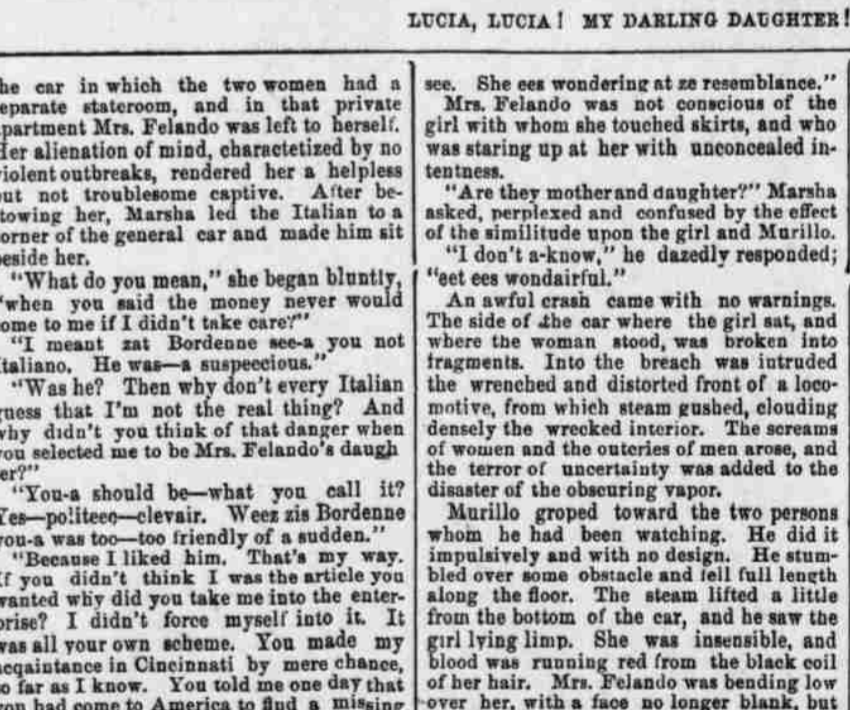 LUCIA, LUCIA! MY DARLING DAUGHTER!
he car in which the two women had a
eparate stateroom, and in that private
partment Mrs. Felando was left to herself.
Her alienation of mind, charactetized by no
violent outbreaks, rendered her a helpless
but not troublesome captive. After be-
towing her, Marsha led the Italian to a
orner of the general car and made him sit
beside her.
"What do you mean," she began bluntly,
"when you said the money never would
ome to me if I didn't take care?"
"I meant zat Bordenne see-a you not
Italiano. He was—a suspeecious."
"Was he? Then why don't every Italian
guess that I'm not the real thing? And
why didn't you think of that danger when
you selected me to be Mrs. Felando's daugh
er?"
"You-a should be—what you call it?
Yes—politeec—clevair. Weez zis Bordenne
you-a was too—too friendly of a sudden."
"Because I liked him. That's my way.
If you didn't think I was the article you
wanted why did you take me into the enter-
prise? I didn't force myself into it. It
was all your own scheme. You made my
acqaintance in Cincinnati by mere chance,
so far as I know. You told me one day that
you had come to America to find a missing
see. She ees wondering at ze resemblance."
Mrs. Felando was not conscious of the
girl with whom she touched skirts, and who
was staring up at her with unconcealed in-
tentness.
"Are they mother and daughter?" Marsha
asked, perplexed and confused by the effect
of the similitude upon the girl and Murillo.
"I don't a-know," he dazedly responded;
"eet ees wondairful."
An awful crash came with no warnings.
The side of the car where the girl sat, and
where the woman stood, was broken into
fragments. Into the breach was intruded
the wrenched and distorted front of a loco-
motive, from which steam gushed, clouding
densely the wrecked interior. The screams
of women and the outcries of men arose, and
the terror of uncertainty was added to the
disaster of the obscuring vapor.
Murillo groped toward the two persons
whom he had been watching. He did it
impulsively and with no design. He stum-
bled over some obstacle and fell full length
along the floor. The steam lifted a little
from the bottom of the car, and he saw the
girl lying limp. She was insensible, and
blood was running red from the black coil
of her hair. Mrs. Felando was bending low
over her, with a face no longer blank, but